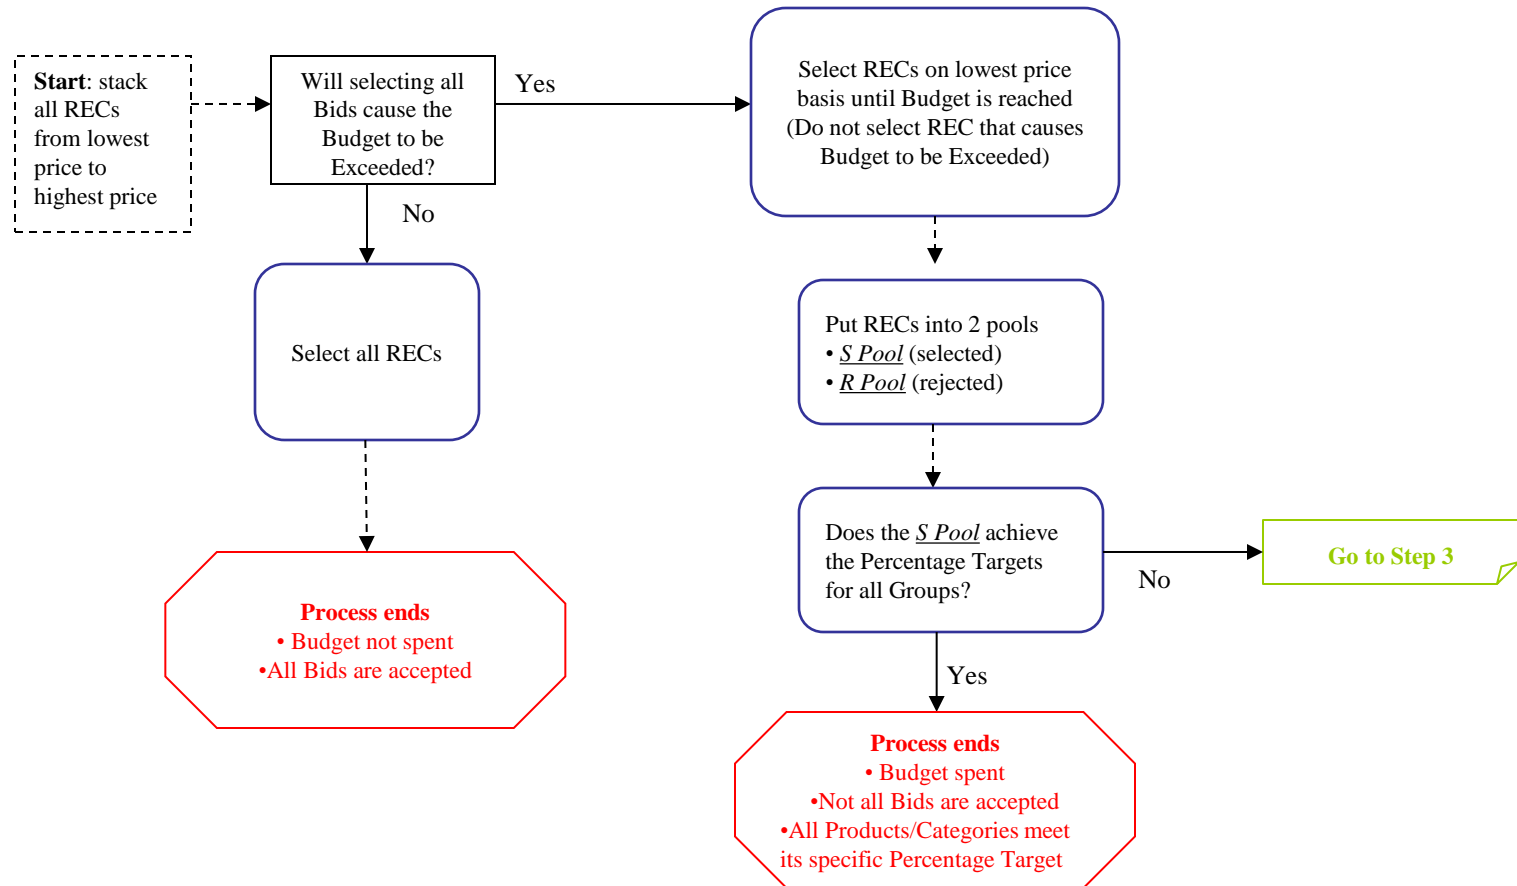 Start: stack
all RECs
from lowest
price to
highest price
Will selecting all
Bids cause the
Budget to be
Exceeded?
Yes
Select RECs on lowest price
basis until Budget is reached
(Do not select REC that causes
Budget to be Exceeded)
No
Select all RECs
Put RECs into 2 pools
• S Pool (selected)
• R Pool (rejected)
Does the S Pool achieve
the Percentage Targets
for all Groups?
No
Go to Step 3
Process ends
• Budget not spent
•All Bids are accepted
Yes
Process ends
• Budget spent
•Not all Bids are accepted
•All Products/Categories meet
its specific Percentage Target